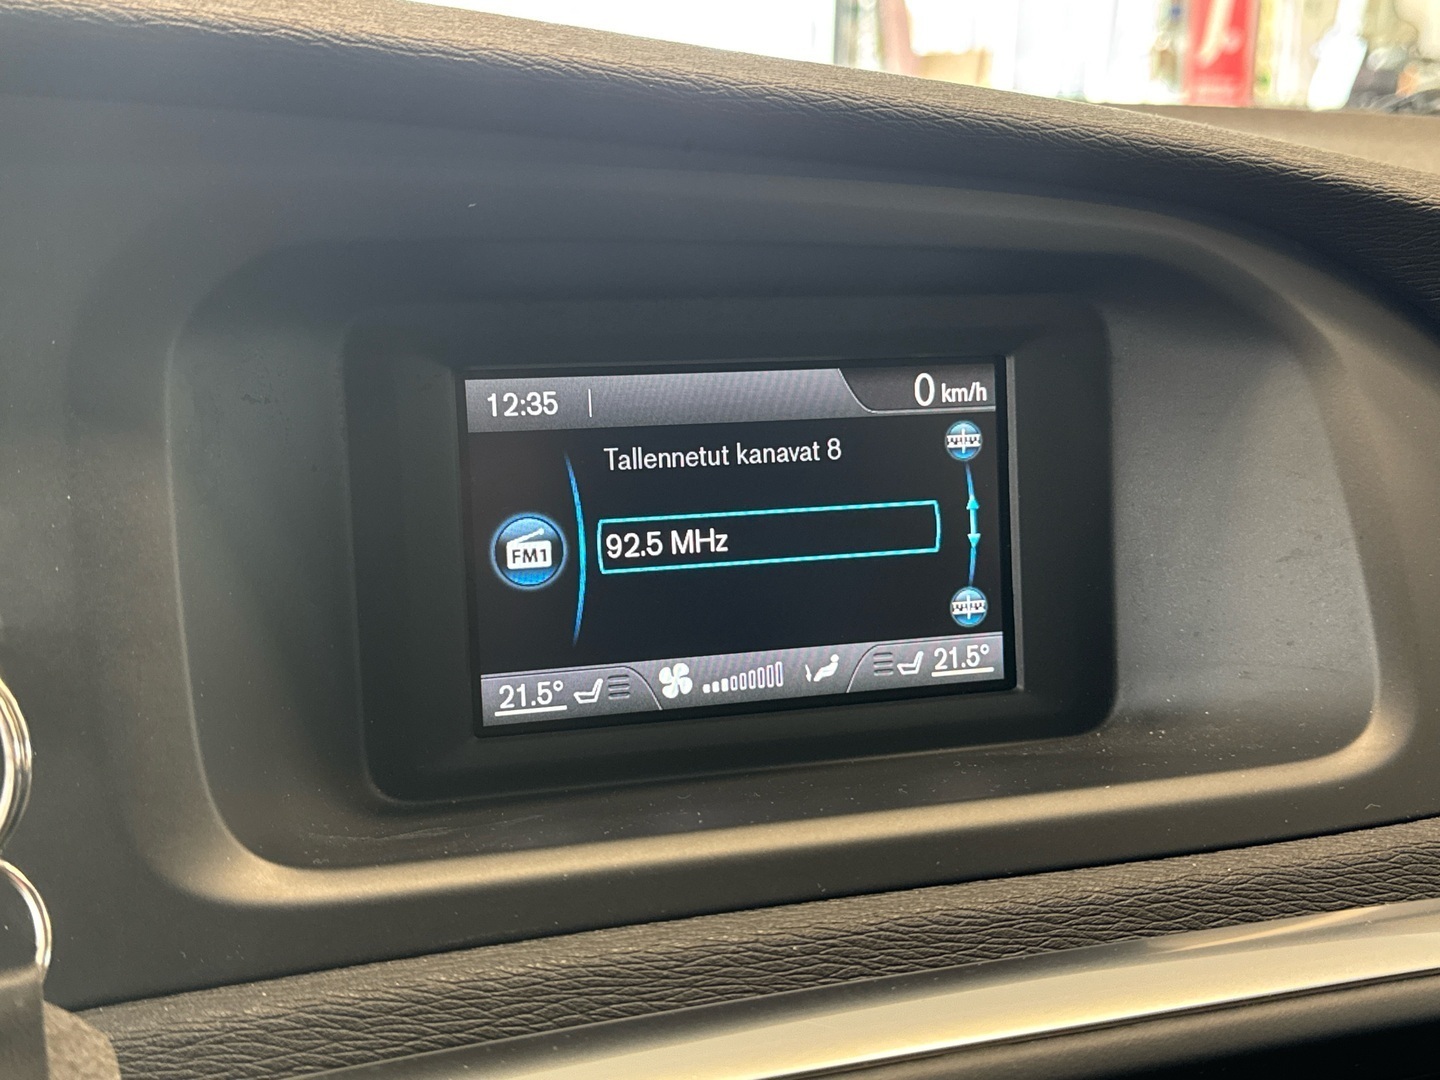 12:35
0 km/h
Tallennetut kanavat 8
FM1
92.5 MHz
21.5°
21.5°